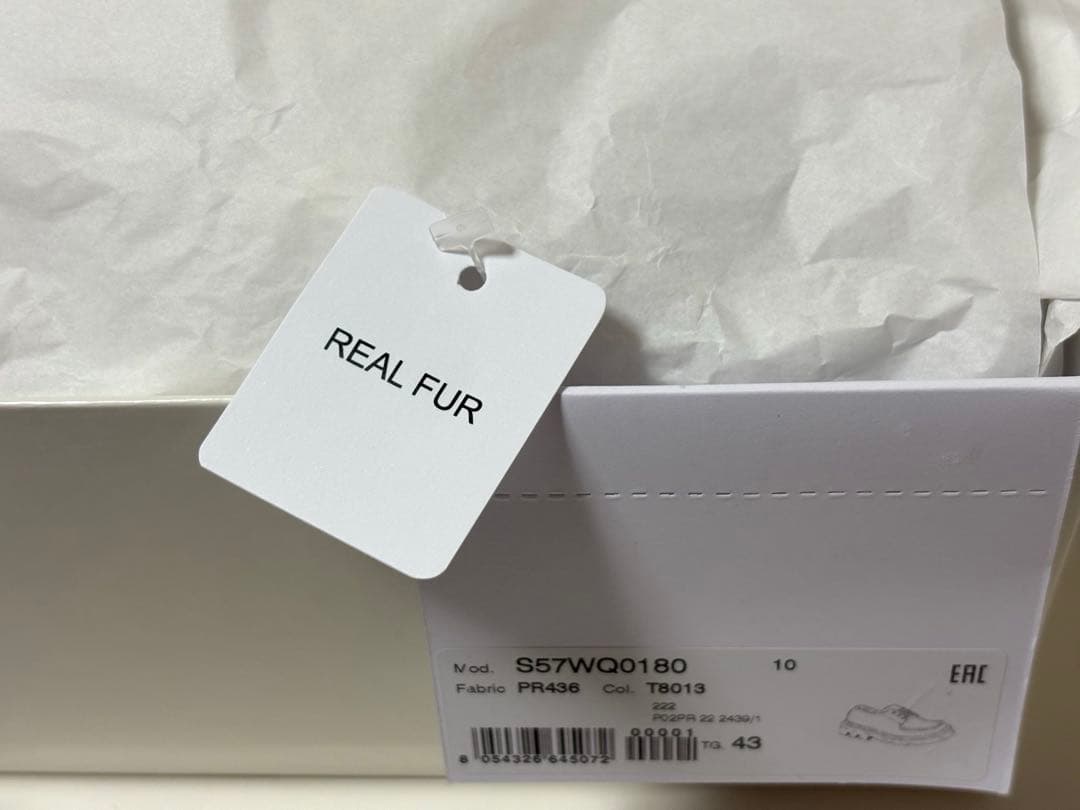 REAL FUR
Mod. S57WQ0180 10
EAC
Fabric PR436 Col. T8013
222
P02PR 22 2439/1
00001
TG. 43
8 054326 645072